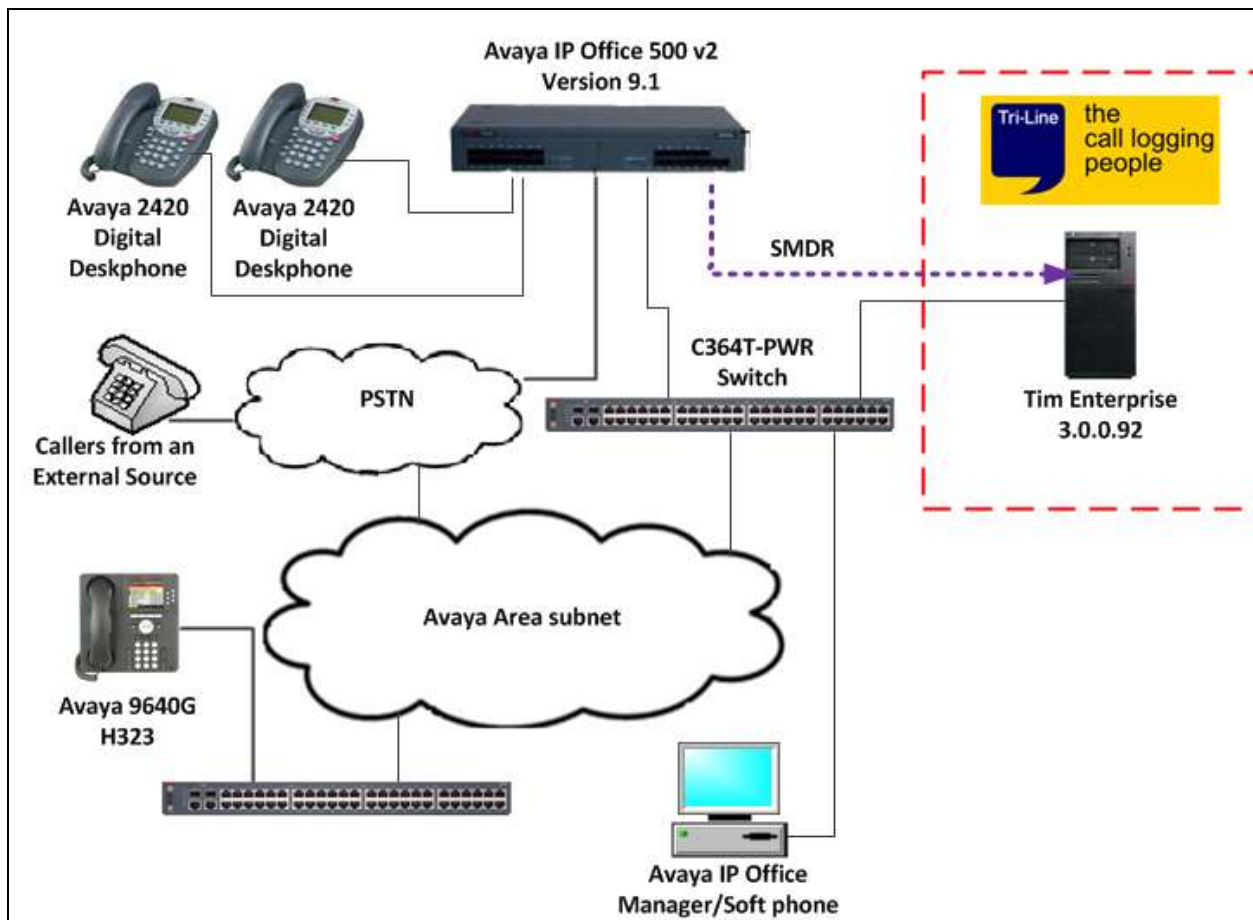 Avaya IP Office 500 v2
Version 9.1
Avaya 2420
Digital
Deskphone
Avaya 2420
Digital
Deskphone
Tri-Line
the
call logging
people
SMDR
C364T-PWR
Switch
Tim Enterprise
3.0.0.92
PSTN
Callers from an
External Source
Avaya Area subnet
Avaya 9640G
H323
Avaya IP Office
Manager/Soft phone